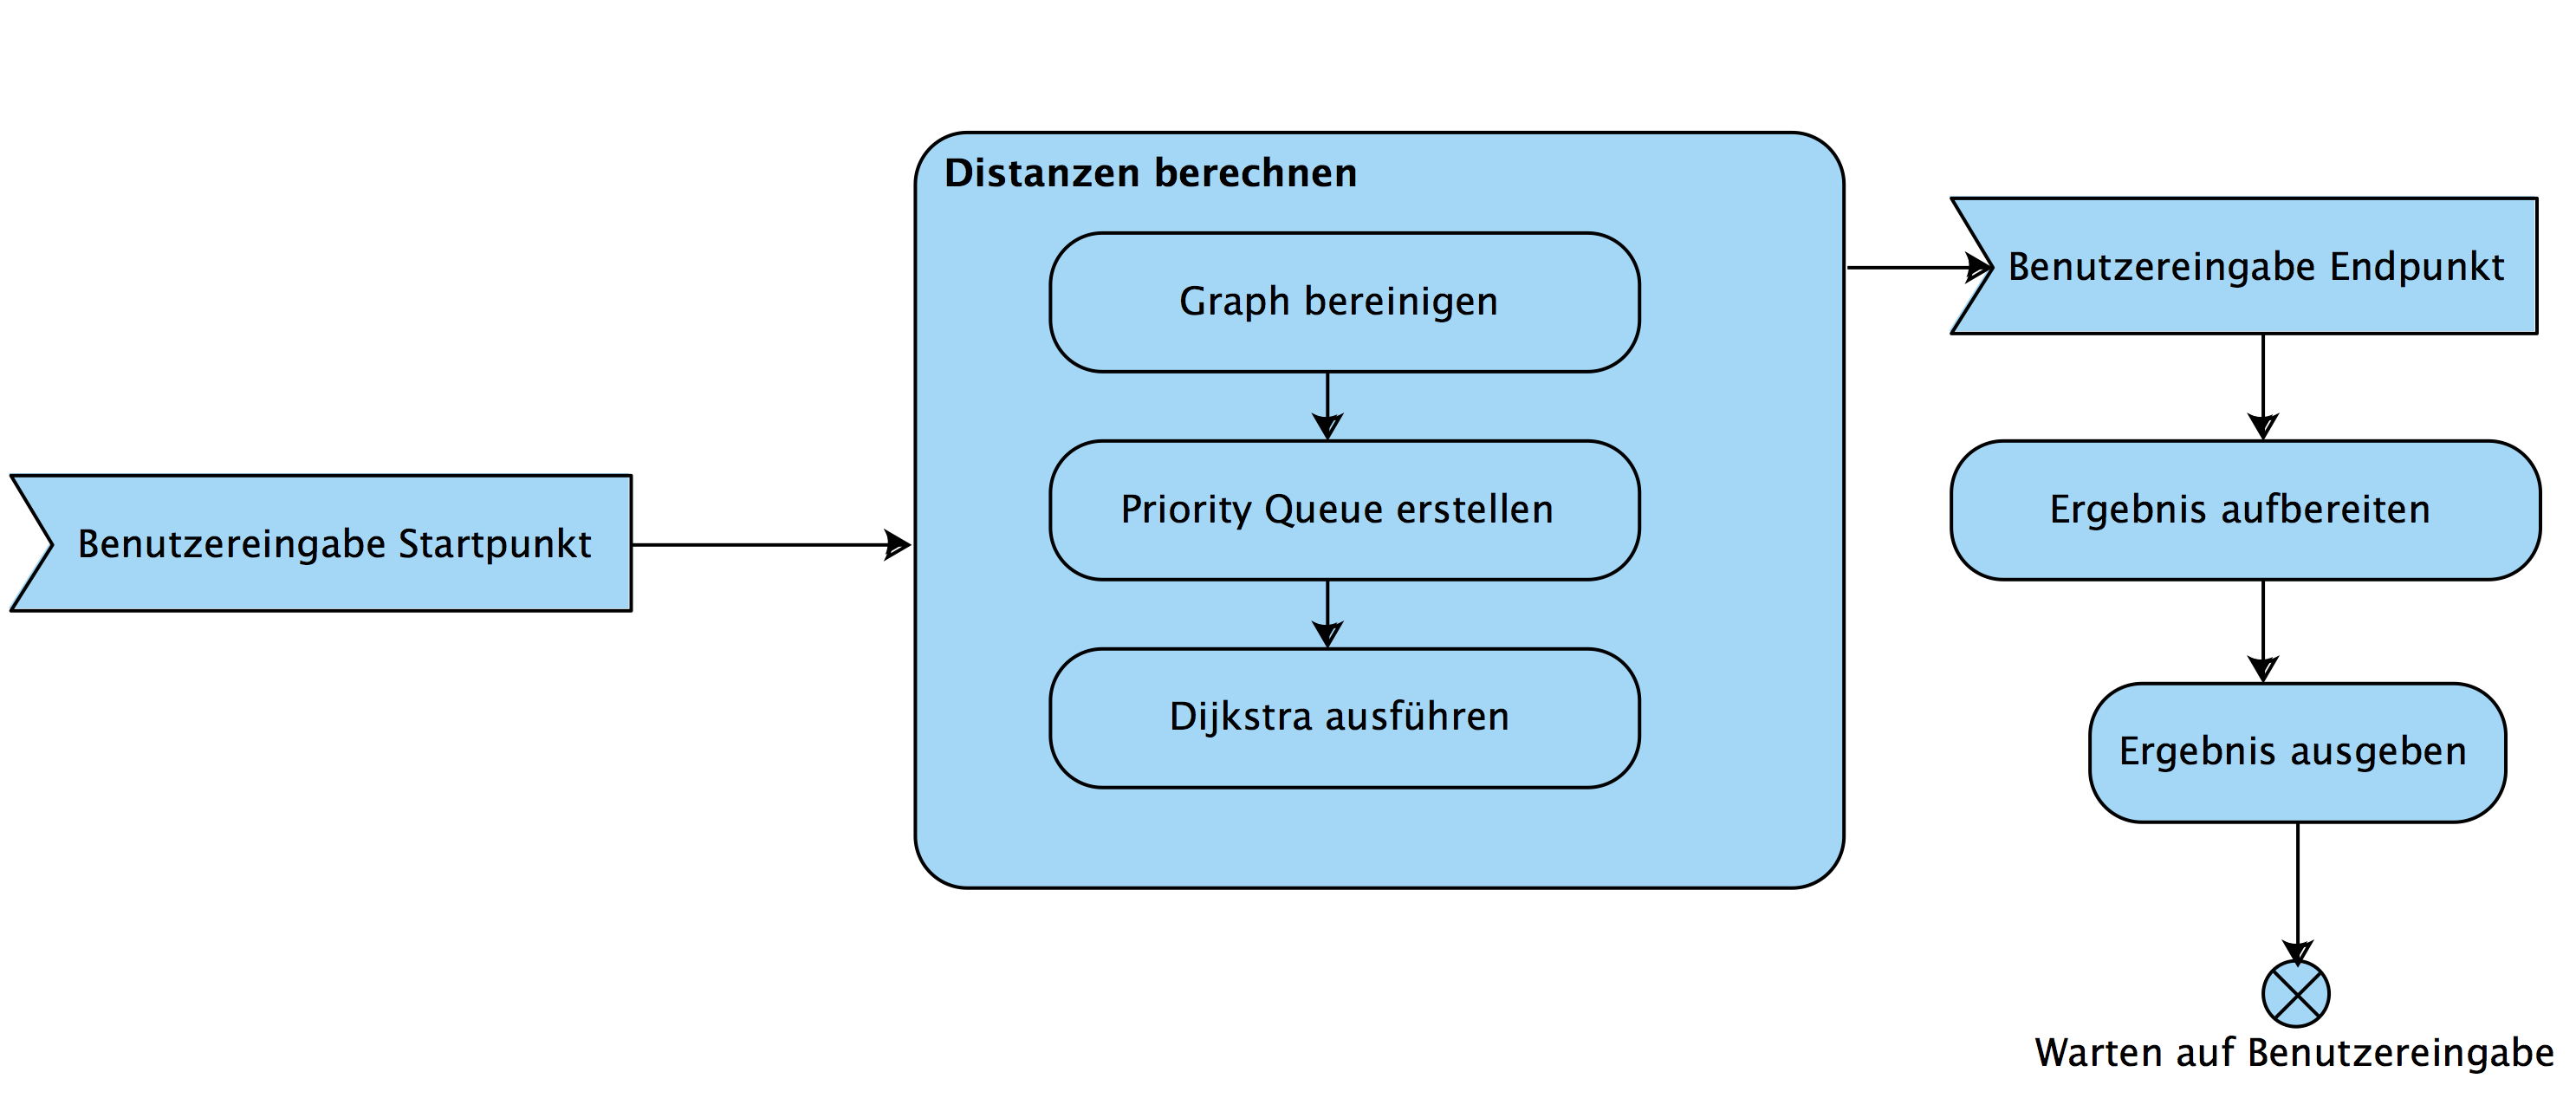 Benutzereingabe Startpunkt
Distanzen berechnen
Graph bereinigen
Priority Queue erstellen
Dijkstra ausführen
Benutzereingabe Endpunkt
Ergebnis aufbereiten
Ergebnis ausgeben
Warten auf Benutzereingabe